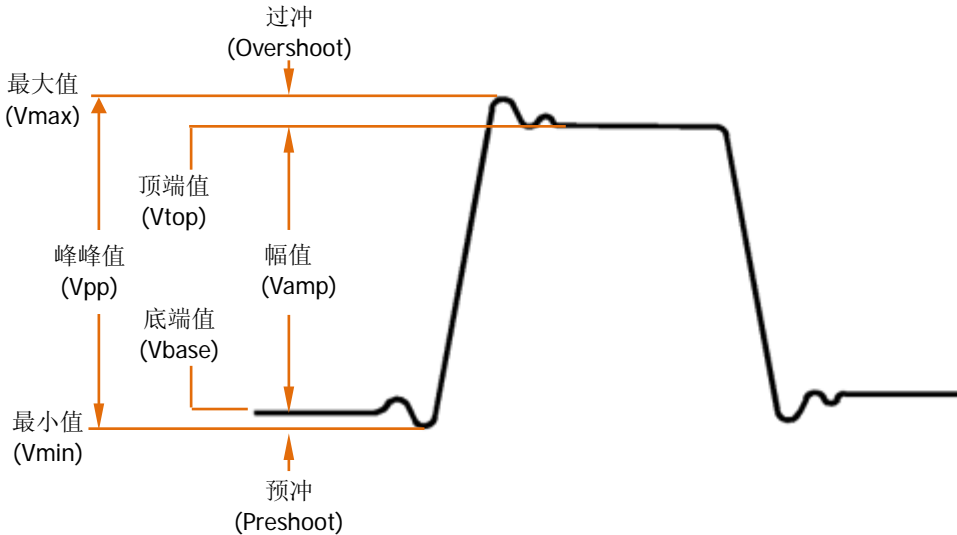 过冲
(Overshoot)
最大值
(Vmax)
顶端值
(Vtop)
峰峰值
(Vpp)
幅值
(Vamp)
底端值
(Vbase)
最小值
(Vmin)
预冲
(Preshoot)